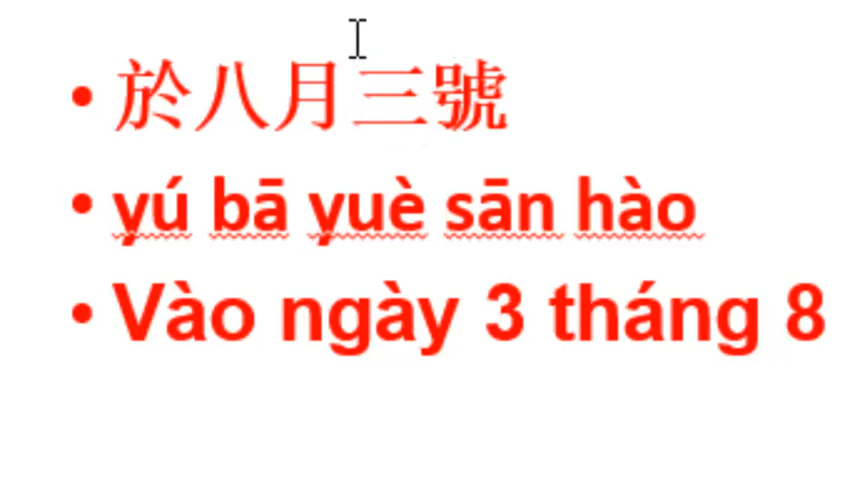 • 於八月三號
• yú bā yuè sān hào
• Vào ngày 3 tháng 8